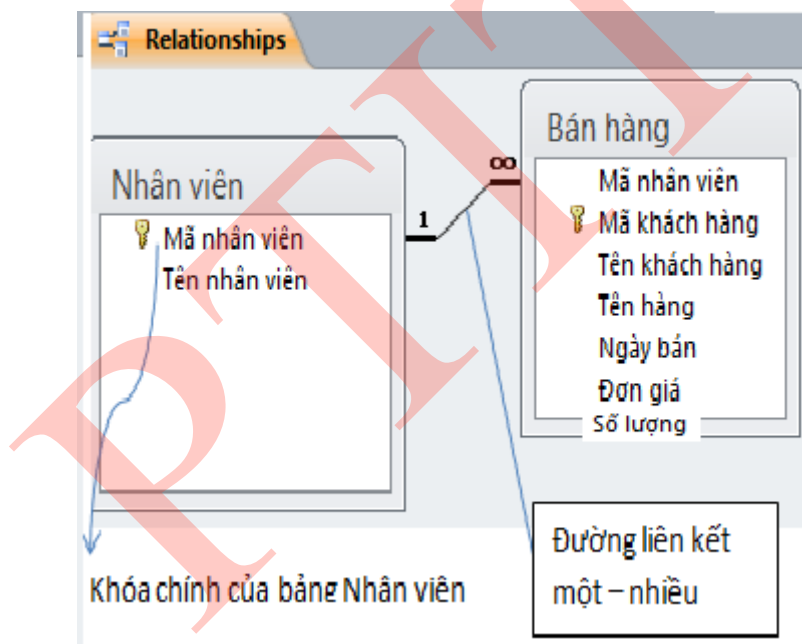 Relationships
Nhân viên
Mã nhân viên
Tên nhân viên
1
∞
Bán hàng
Mã nhân viên
Mã khách hàng
Tên khách hàng
Tên hàng
Ngày bán
Đơn giá
Số lượng
Khóa chính của bảng Nhân viên
Đường liên kết
một – nhiều
PTIT